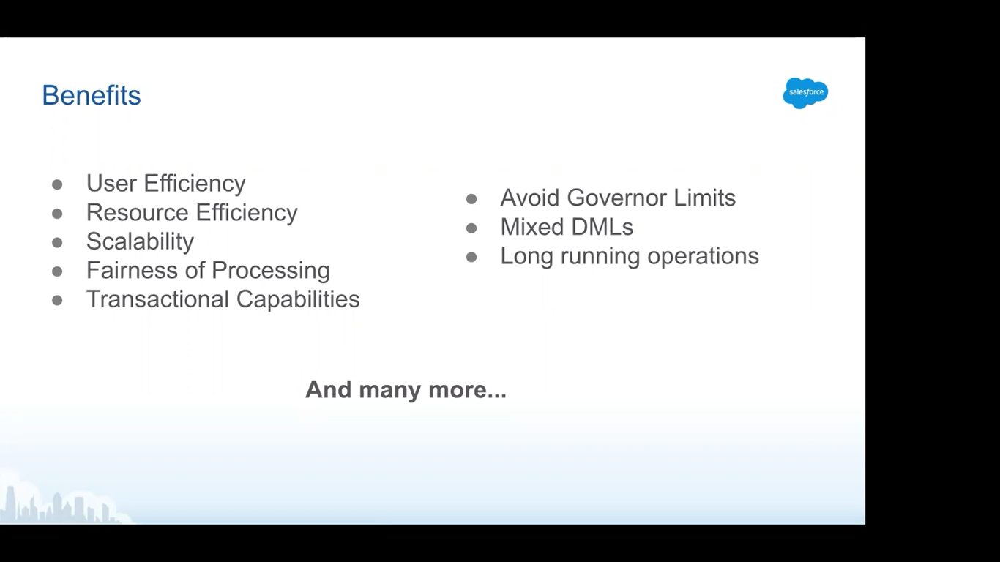 Benefits
salesforce
● User Efficiency
● Resource Efficiency
● Scalability
● Fairness of Processing
● Transactional Capabilities
● Avoid Governor Limits
● Mixed DMLs
● Long running operations
And many more...